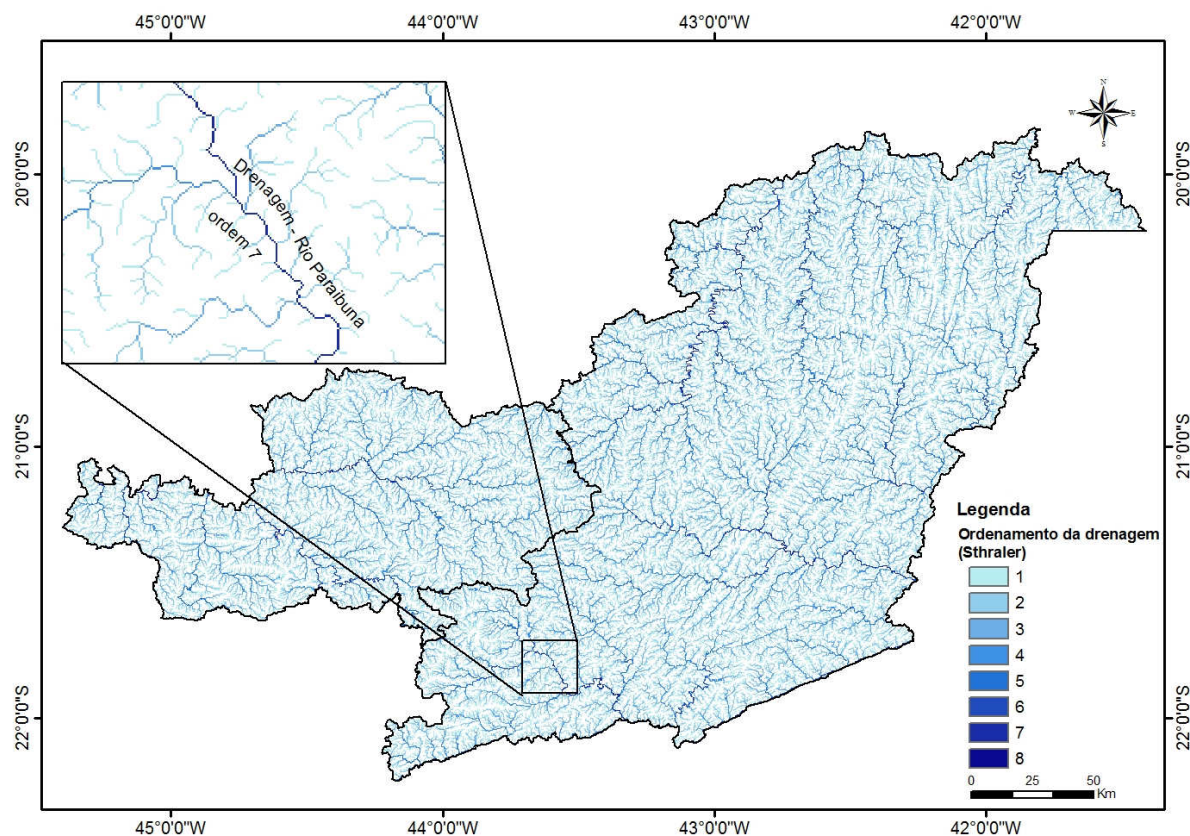 45°0'0"W 44°0'0"W 43°0'0"W 42°0'0"W
N
W E
S
20°0'0"S
21°0'0"S
22°0'0"S
Drenagem - Rio Paraibuna
ordem 7
20°0'0"S
21°0'0"S
22°0'0"S
Legenda
Ordenamento da drenagem
(Sthraler)
1
2
3
4
5
6
7
8
0 25 50
Km
45°0'0"W 44°0'0"W 43°0'0"W 42°0'0"W